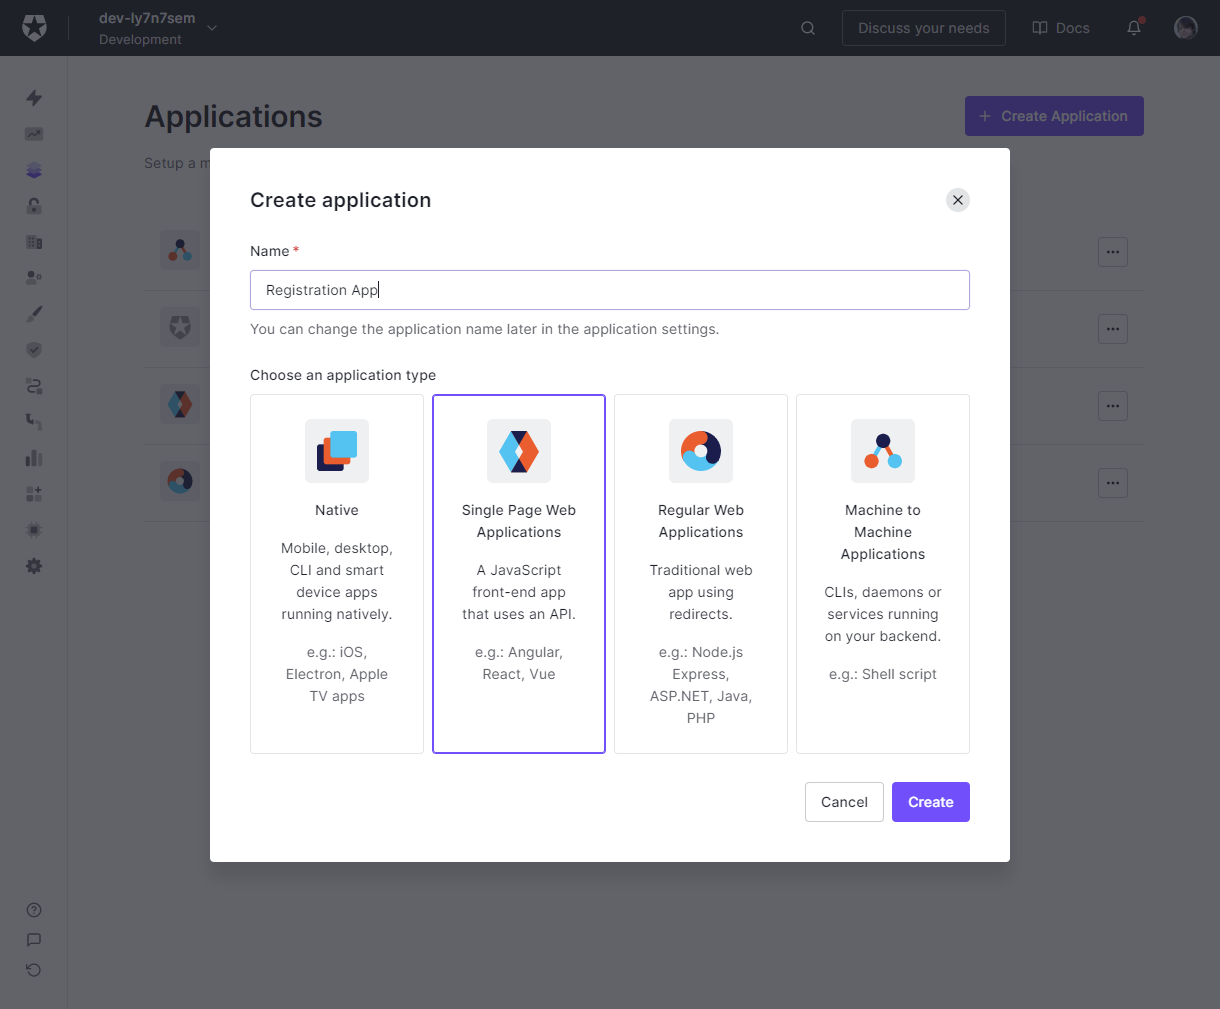 dev-ly7n7sem
Development
Discuss your needs
Docs
Applications
+ Create Application
Setup a m
Create application
Name *
Registration App
You can change the application name later in the application settings.
Choose an application type
Native
Mobile, desktop,
CLI and smart
device apps
running natively.
e.g.: iOS,
Electron, Apple
TV apps
Single Page Web
Applications
A JavaScript
front-end app
that uses an API.
e.g.: Angular,
React, Vue
Regular Web
Applications
Traditional web
app using
redirects.
e.g.: Node.js
Express,
ASP.NET, Java,
PHP
Machine to
Machine
Applications
CLIs, daemons or
services running
on your backend.
e.g.: Shell script
Cancel
Create